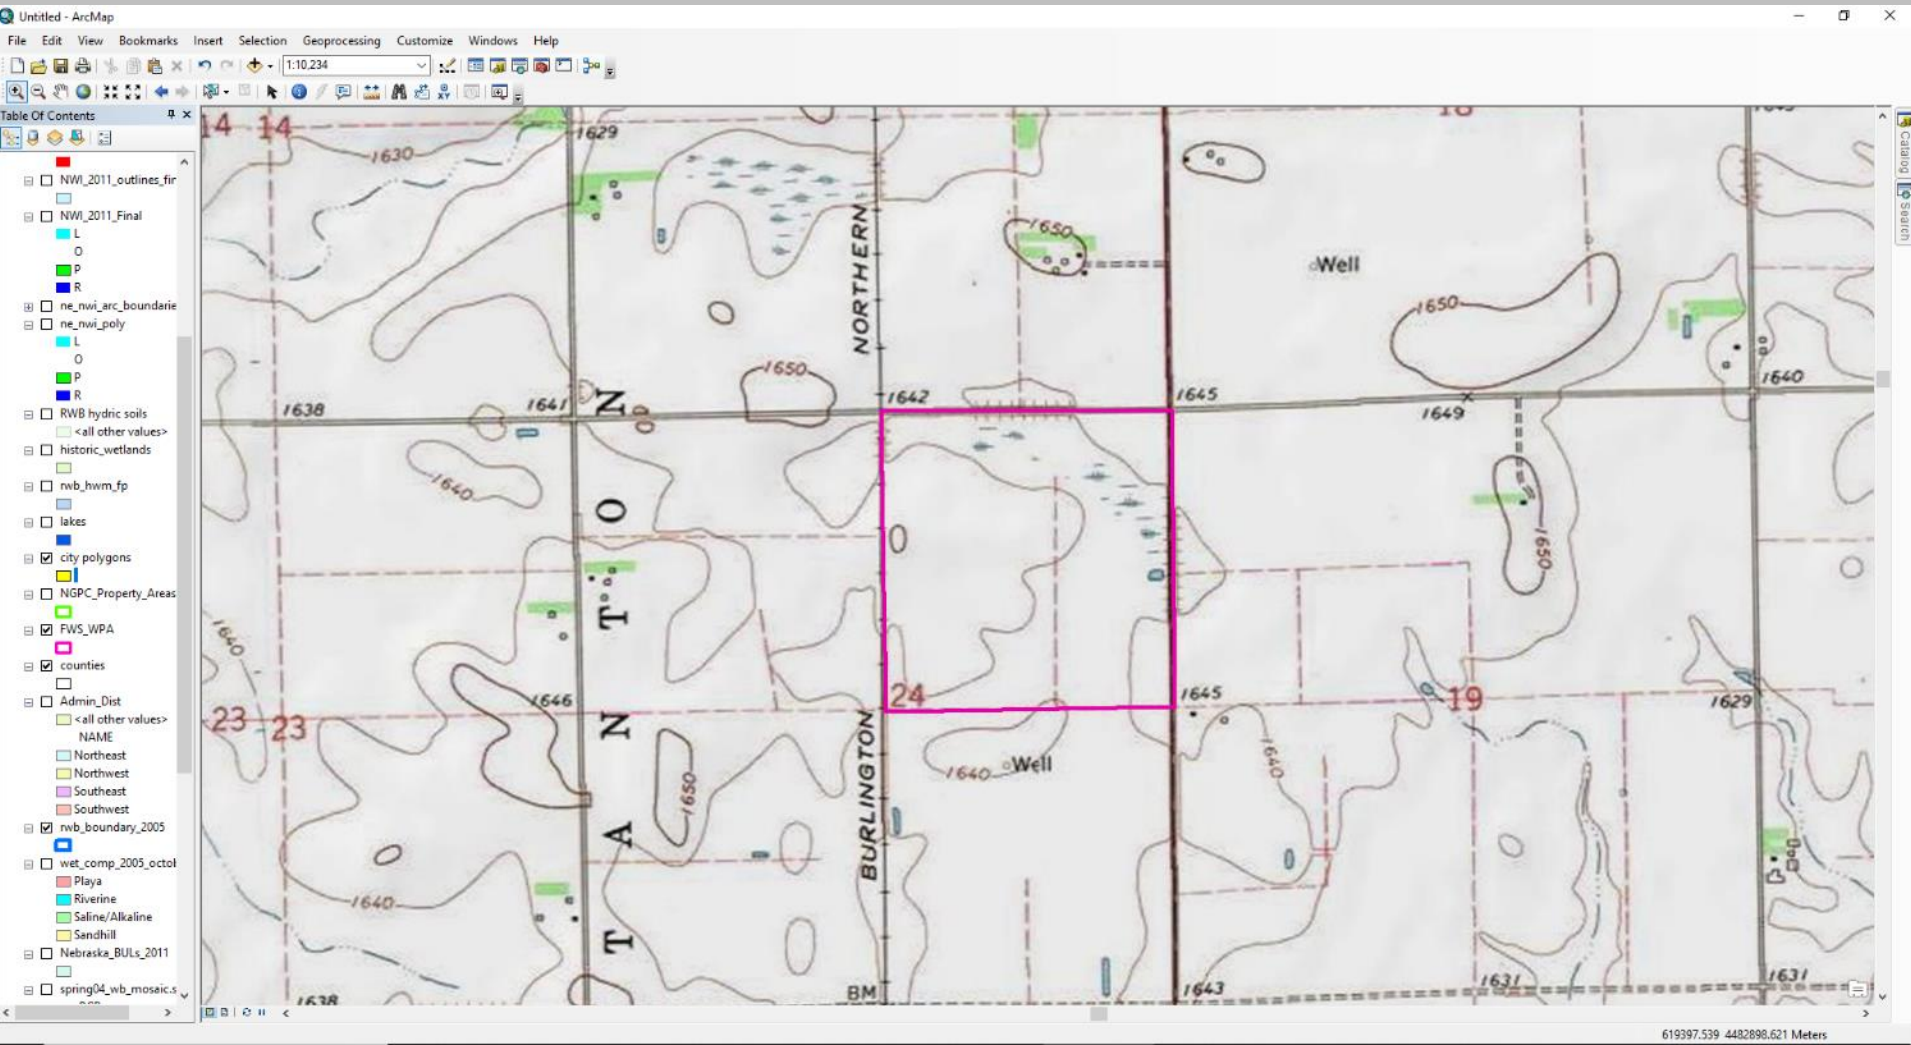 Untitled - ArcMap
File Edit View Bookmarks Insert Selection Geoprocessing Customize Windows Help
1:10,234
Table Of Contents
NWI_2011_outlines_fir
NWI_2011_Final
L
O
P
R
ne_nwi_arc_boundarie
ne_nwi_poly
L
O
P
R
RWB hydric soils
<all other values>
historic_wetlands
rwb_hwm_fp
lakes
city polygons
NGPC_Property_Areas
FWS_WPA
counties
Admin_Dist
<all other values>
NAME
Northeast
Northwest
Southeast
Southwest
rwb_boundary_2005
wet_comp_2005_octol
Playa
Riverine
Saline/Alkaline
Sandhill
Nebraska_BULs_2011
spring04_wb_mosaic.s
14 14
1629
1630
NORTHERN
1650
Well
1650
1650
1638
1641
N
1642
1645
1649
1640
1640
O
1650
T
1640
1646
24
1645
19
1629
23 23
N
BURLINGTON
1640
Well
1640
1650
A
1640
T
1638
BM
1643
1631
1631
Catalog
Search
619397.539 4482898.621 Meters